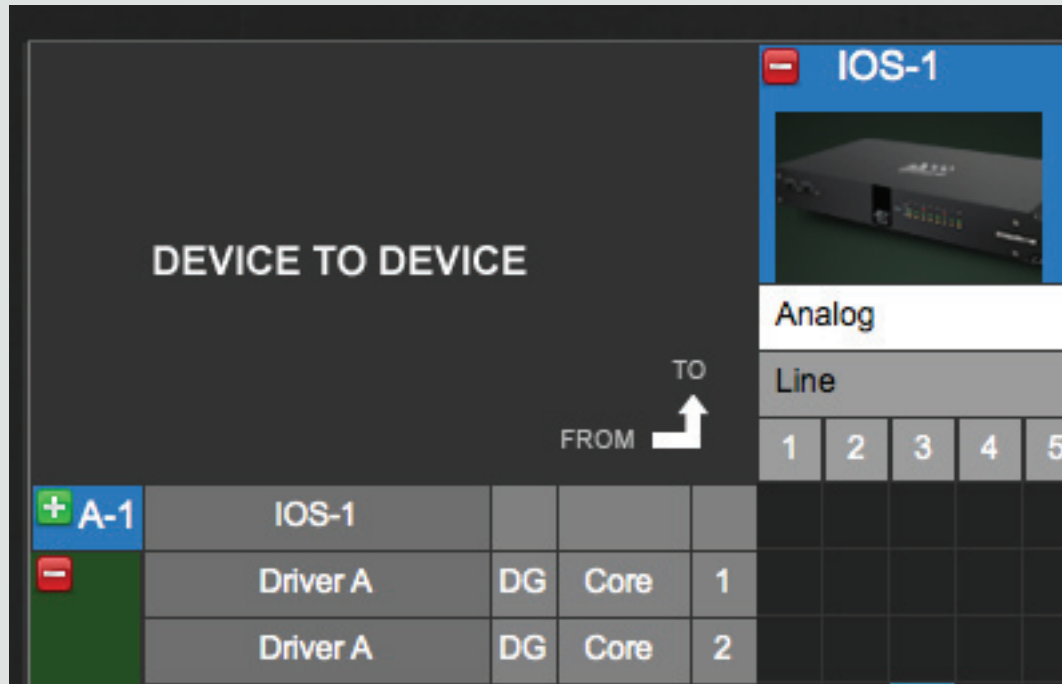 IOS-1
DEVICE TO DEVICE
Analog
TO
Line
FROM
1 2 3 4 5
A-1 IOS-1
Driver A DG Core 1
Driver A DG Core 2